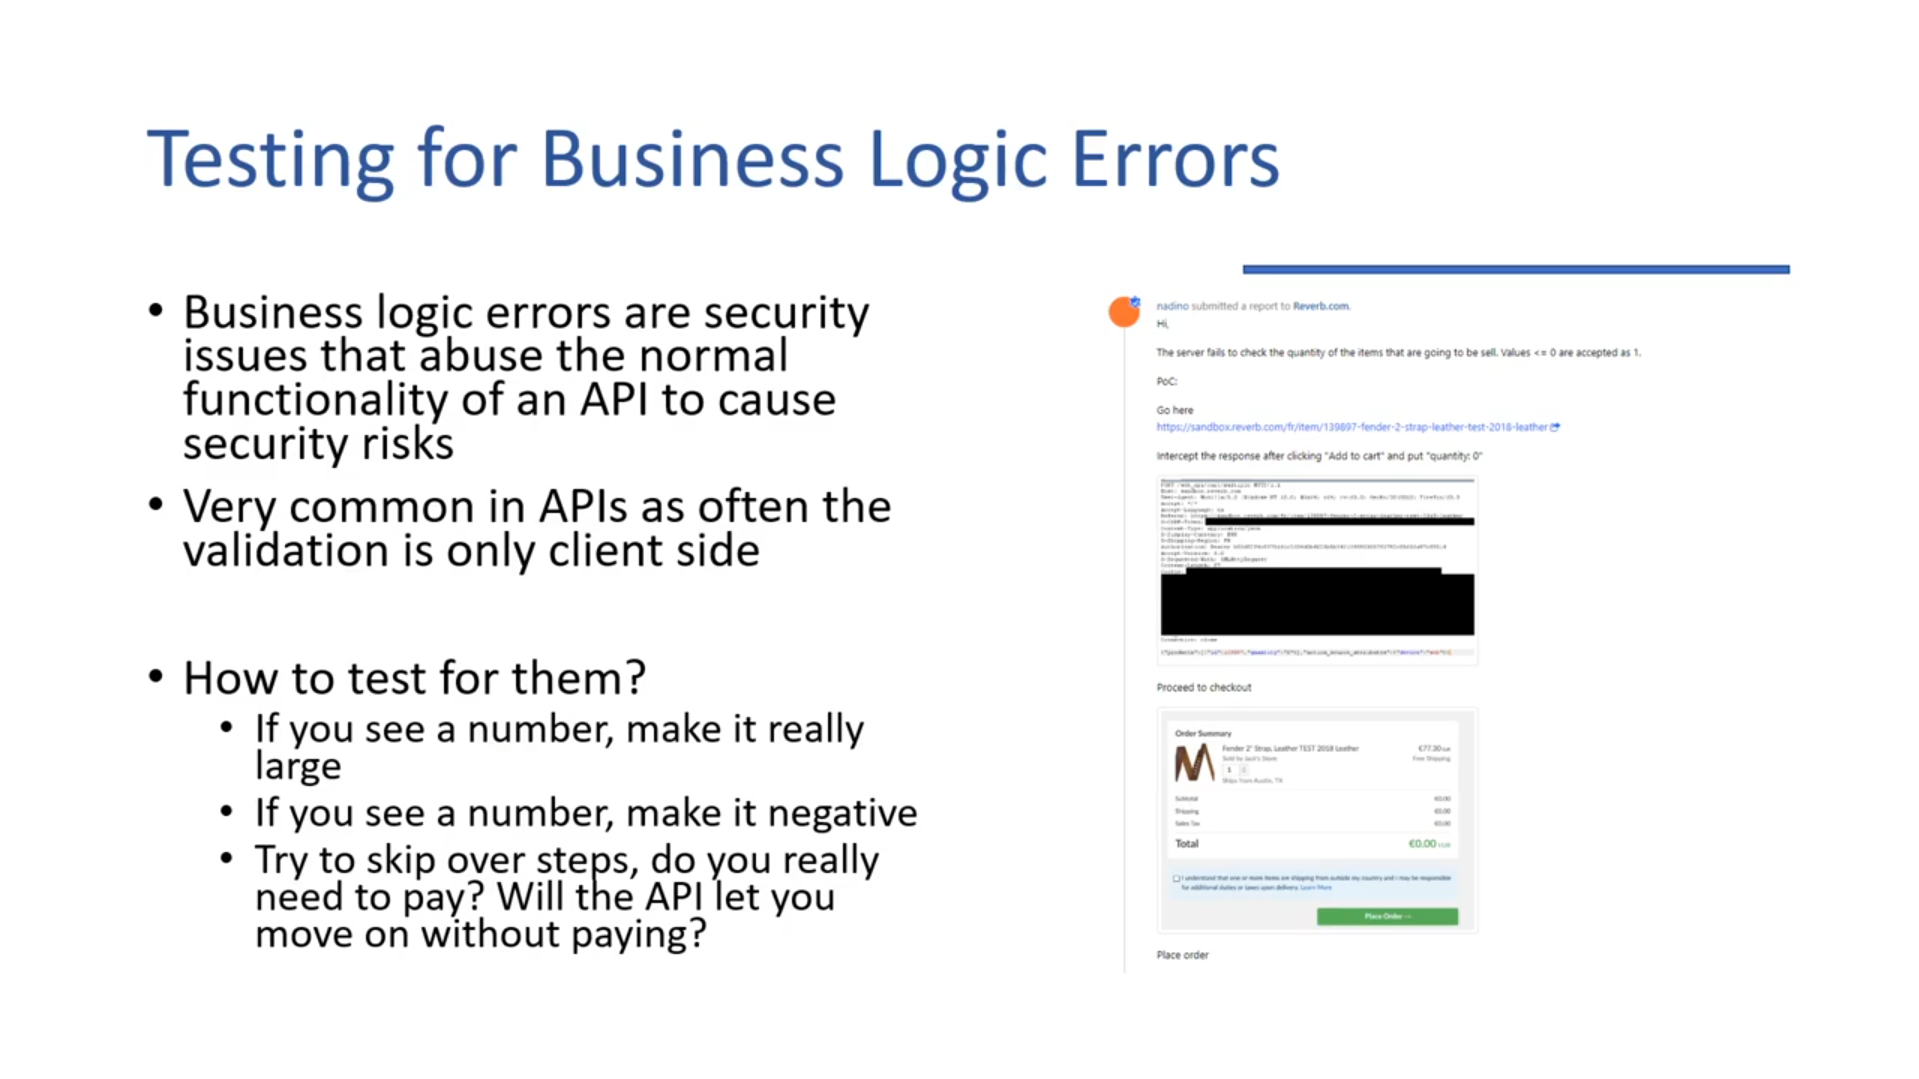 Testing for Business Logic Errors
• Business logic errors are security
issues that abuse the normal
functionality of an API to cause
security risks
• Very common in APIs as often the
validation is only client side
• How to test for them?
• If you see a number, make it really
large
• If you see a number, make it negative
• Try to skip over steps, do you really
need to pay? Will the API let you
move on without paying?
nadino submitted a report to Reverb.com.
Hi,
The server fails to check the quantity of the items that are going to be sell. Values <= 0 are accepted as 1.
PoC:
Go here
https://sandbox.reverb.com/fr/item/139897-fender-2-strap-leather-test-2018-leather
Intercept the response after clicking "Add to cart" and put "quantity: 0"
Proceed to checkout
Order Summary
Fender 2" Strap, Leather TEST 2018 Leather €77.30 EUR
Sold by Jack's Store Free Shipping
1
Ships from Austin, TX
Subtotal €0.00
Shipping €0.00
Sales Tax €0.00
Total €0.00 EUR
I understand that one or more items are shipping from outside my country and I may be responsible
for additional duties or taxes upon delivery. Learn More
Place Order
Place order